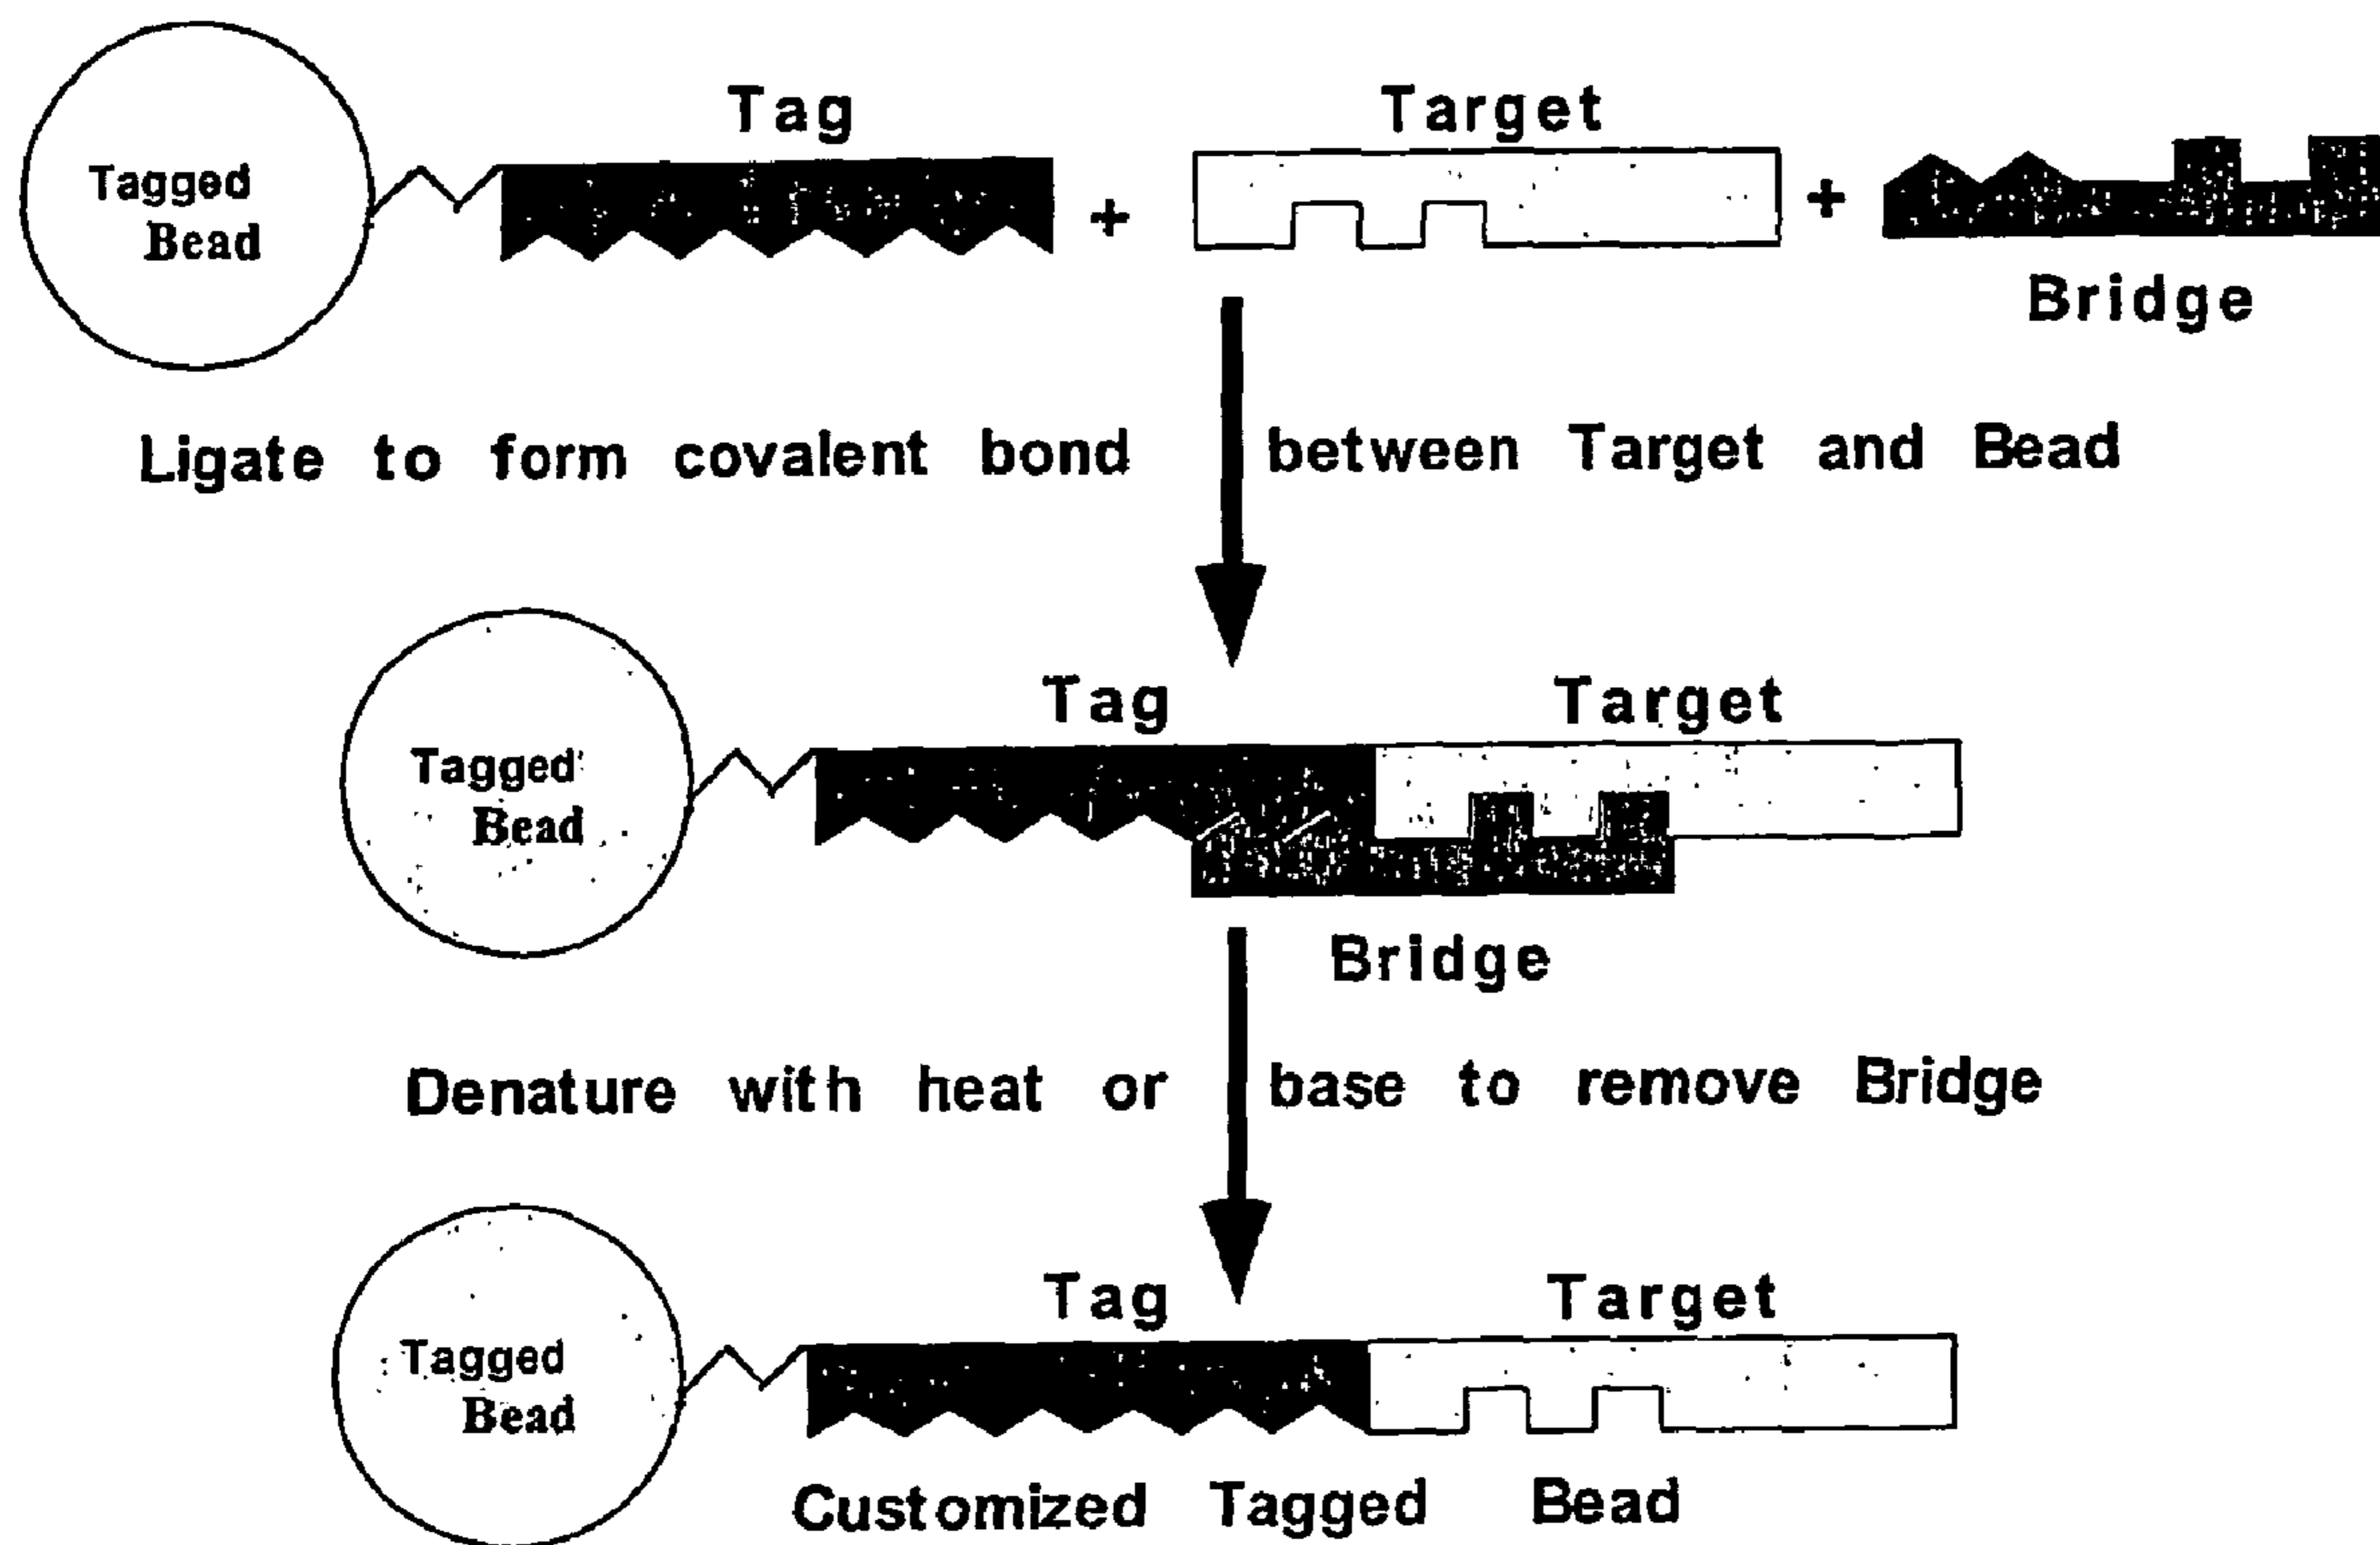 Tag Target
Tagged
Bead
+ +
Bridge
Ligate to form covalent bond between Target and Bead
Tag Target
Tagged
Bead
Bridge
Denature with heat or base to remove Bridge
Tag Target
Tagged
Bead
Customized Tagged Bead